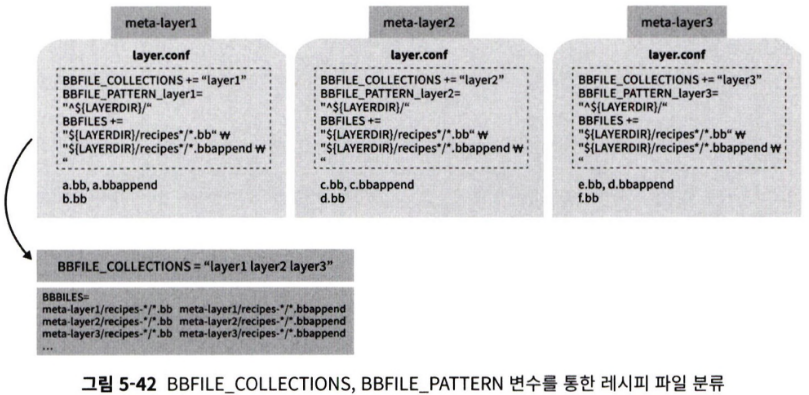 meta-layer1
layer.conf
BBFILE_COLLECTIONS += “layer1”
BBFILE_PATTERN_layer1=
"^${LAYERDIR}/“
BBFILES +=
"${LAYERDIR}/recipes*/*.bb“ ₩
"${LAYERDIR}/recipes*/*.bbappend ₩
“
a.bb, a.bbappend
b.bb
meta-layer2
layer.conf
BBFILE_COLLECTIONS += “layer2”
BBFILE_PATTERN_layer2=
"^${LAYERDIR}/“
BBFILES +=
"${LAYERDIR}/recipes*/*.bb“ ₩
"${LAYERDIR}/recipes*/*.bbappend ₩
“
c.bb, c.bbappend
d.bb
meta-layer3
layer.conf
BBFILE_COLLECTIONS += “layer3”
BBFILE_PATTERN_layer3=
"^${LAYERDIR}/“
BBFILES +=
"${LAYERDIR}/recipes*/*.bb“ ₩
"${LAYERDIR}/recipes*/*.bbappend ₩
“
e.bb, d.bbappend
f.bb
BBFILE_COLLECTIONS = “layer1 layer2 layer3”
BBBILES=
meta-layer1/recipes-*/*.bb meta-layer1/recipes-*/*.bbappend
meta-layer2/recipes-*/*.bb meta-layer2/recipes-*/*.bbappend
meta-layer3/recipes-*/*.bb meta-layer3/recipes-*/*.bbappend
...
그림 5-42 BBFILE_COLLECTIONS, BBFILE_PATTERN 변수를 통한 레시피 파일 분류